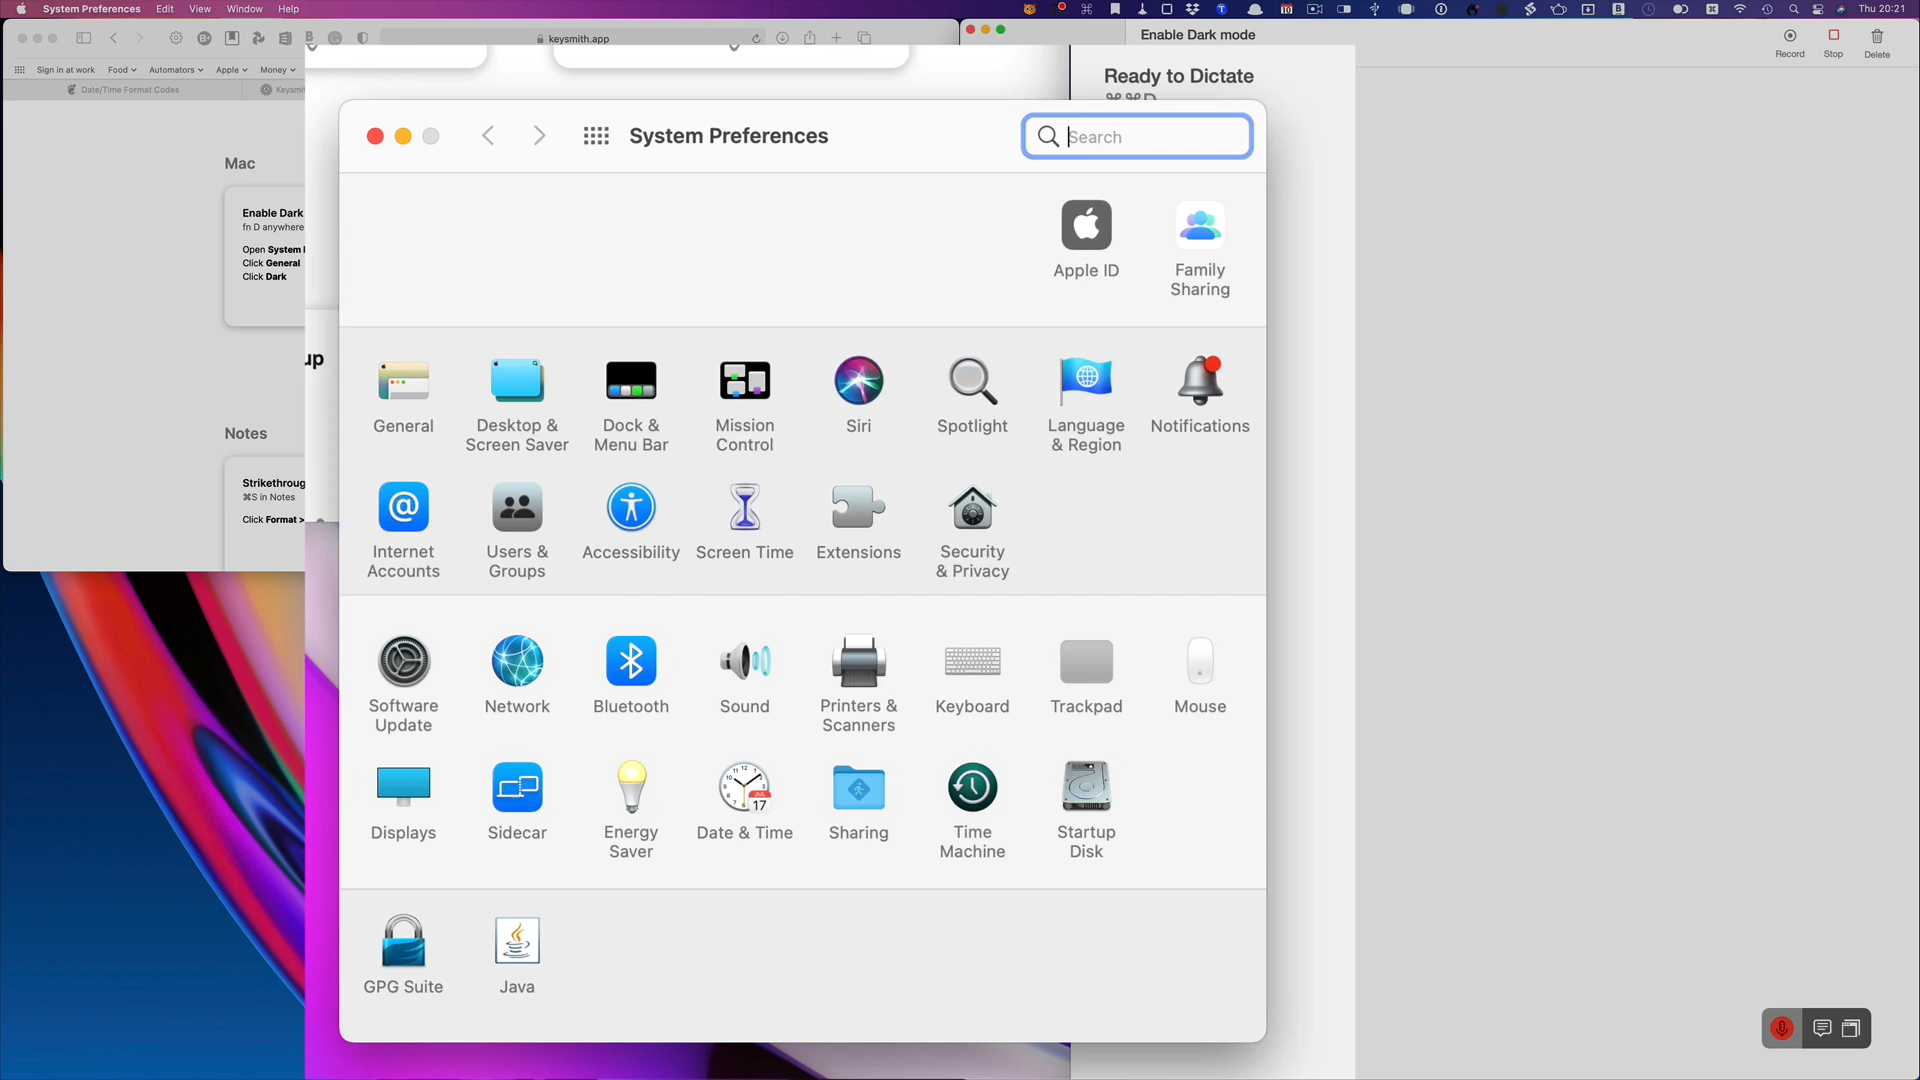 System Preferences Edit View Window Help
Thu 20:21
keysmith.app
Sign in at work Food Automators Apple Money
Date/Time Format Codes
Enable Dark mode
Record Stop Delete
Ready to Dictate
Mac
Enable Dark
fn D anywhere
Open System
Click General
Click Dark
up
Notes
⌘S in Notes
Click Format >
System Preferences
Search
Apple ID
Family
Sharing
General
Desktop &
Screen Saver
Dock &
Menu Bar
Mission
Control
Siri
Spotlight
Language
& Region
Notifications
Internet
Accounts
Users &
Groups
Accessibility
Screen Time
Extensions
Security
& Privacy
Software
Update
Network
Bluetooth
Sound
Printers &
Scanners
Keyboard
Trackpad
Mouse
Displays
Sidecar
Energy
Saver
JUL
17
Date & Time
Sharing
Time
Machine
Startup
Disk
GPG Suite
Java